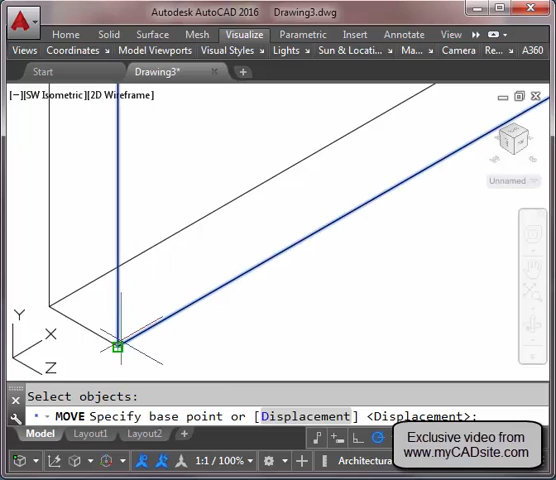 Autodesk AutoCAD 2016 Drawing3.dwg
Home Solid Surface Mesh Visualize Parametric Insert Annotate View
Views Coordinates Model Viewports Visual Styles Lights Sun & Locati... Mat... Camera Re... A360
Start Drawing3*
[−][SW Isometric][2D Wireframe]
Unnamed
Y
X
Z
Select objects:
MOVE Specify base point or [Displacement] <Displacement>:
Model Layout1 Layout2
Exclusive video from
www.myCADsite.com
1:1 / 100% Architectura